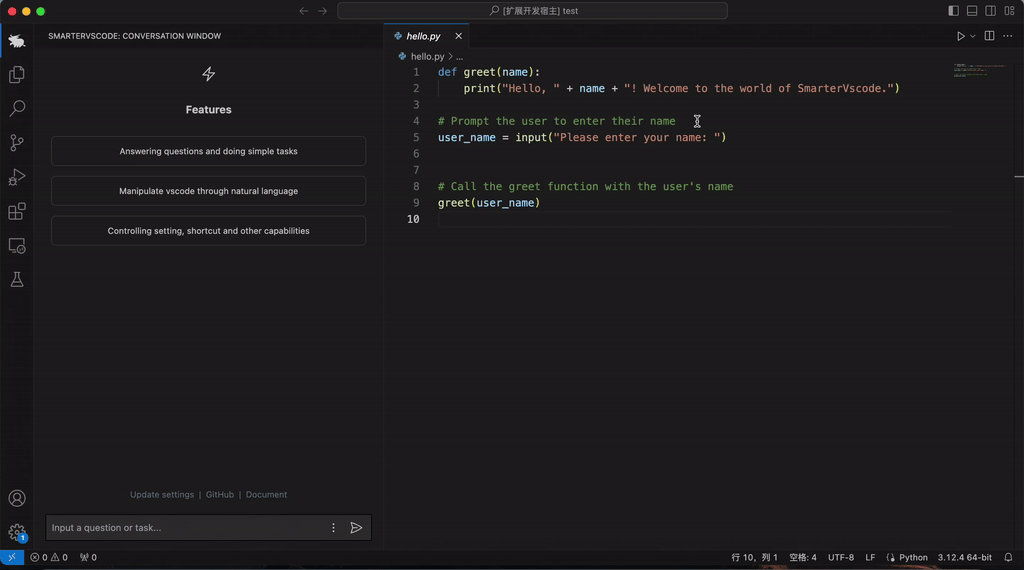 [扩展开发宿主] test
SMARTERVSCODE: CONVERSATION WINDOW
Features
Answering questions and doing simple tasks
Manipulate vscode through natural language
Controlling setting, shortcut and other capabilities
Update settings | GitHub | Document
Input a question or task...
1
hello.py
hello.py > ...
1 def greet(name):
2 print("Hello, " + name + "! Welcome to the world of SmarterVscode.")
3
4 # Prompt the user to enter their name
5 user_name = input("Please enter your name: ")
6
7
8 # Call the greet function with the user's name
9 greet(user_name)
10
0 0 0 行 10, 列 1 空格: 4 UTF-8 LF Python 3.12.4 64-bit